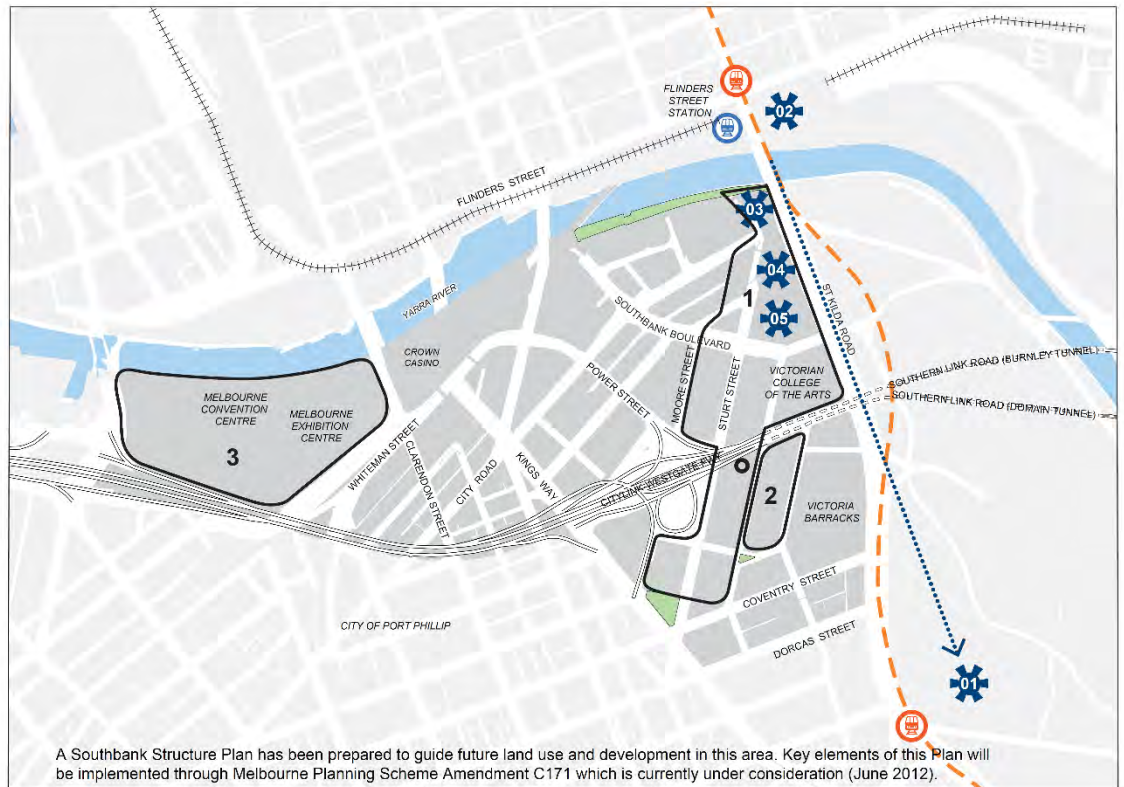 FLINDERS
STREET
STATION
02
FLINDERS STREET
03
04
1
05
ST KILDA ROAD
YARRA RIVER
SOUTHBANK BOULEVARD
CROWN
CASINO
MOORE STREET
STURT STREET
POWER STREET
VICTORIAN
COLLEGE
OF THE ARTS
SOUTHERN LINK ROAD (BURNLEY TUNNEL)
SOUTHERN LINK ROAD (DOMAIN TUNNEL)
MELBOURNE
CONVENTION
CENTRE
MELBOURNE
EXHIBITION
CENTRE
3
WHITEMAN STREET
CLARENDON STREET
CITY ROAD
KINGS WAY
CITYLINK WESTGATE FW
2
VICTORIA
BARRACKS
COVENTRY STREET
DORCAS STREET
CITY OF PORT PHILLIP
01
A Southbank Structure Plan has been prepared to guide future land use and development in this area. Key elements of this Plan will
be implemented through Melbourne Planning Scheme Amendment C171 which is currently under consideration (June 2012).